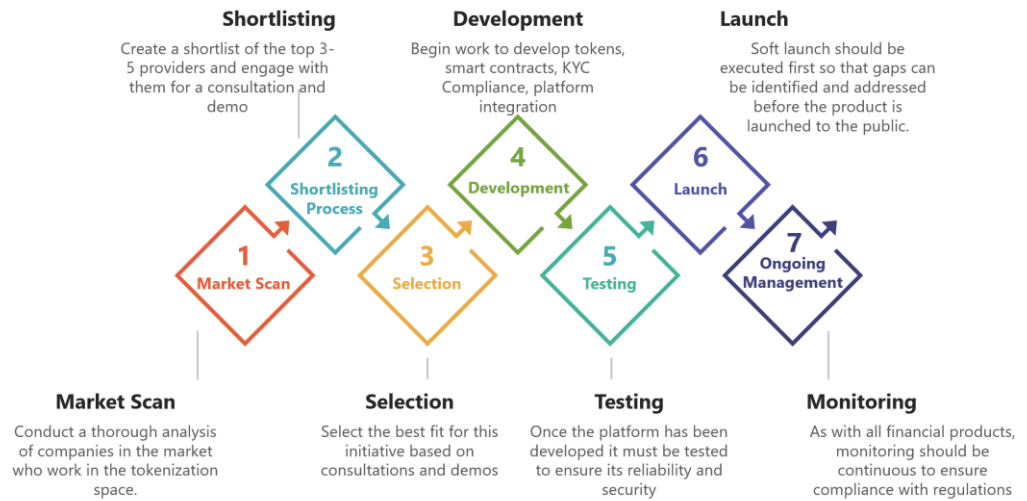 Shortlisting
Create a shortlist of the top 3-
5 providers and engage with
them for a consultation and
demo
Development
Begin work to develop tokens,
smart contracts, KYC
Compliance, platform
integration
Launch
Soft launch should be
executed first so that gaps can
be identified and addressed
before the product is
launched to the public.
2
Shortlisting
Process
4
Development
6
Launch
1
Market Scan
3
Selection
5
Testing
7
Ongoing
Management
Market Scan
Conduct a thorough analysis
of companies in the market
who work in the tokenization
space.
Selection
Select the best fit for this
initiative based on
consultations and demos
Testing
Once the platform has been
developed it must be tested
to ensure its reliability and
security
Monitoring
As with all financial products,
monitoring should be
continuous to ensure
compliance with regulations